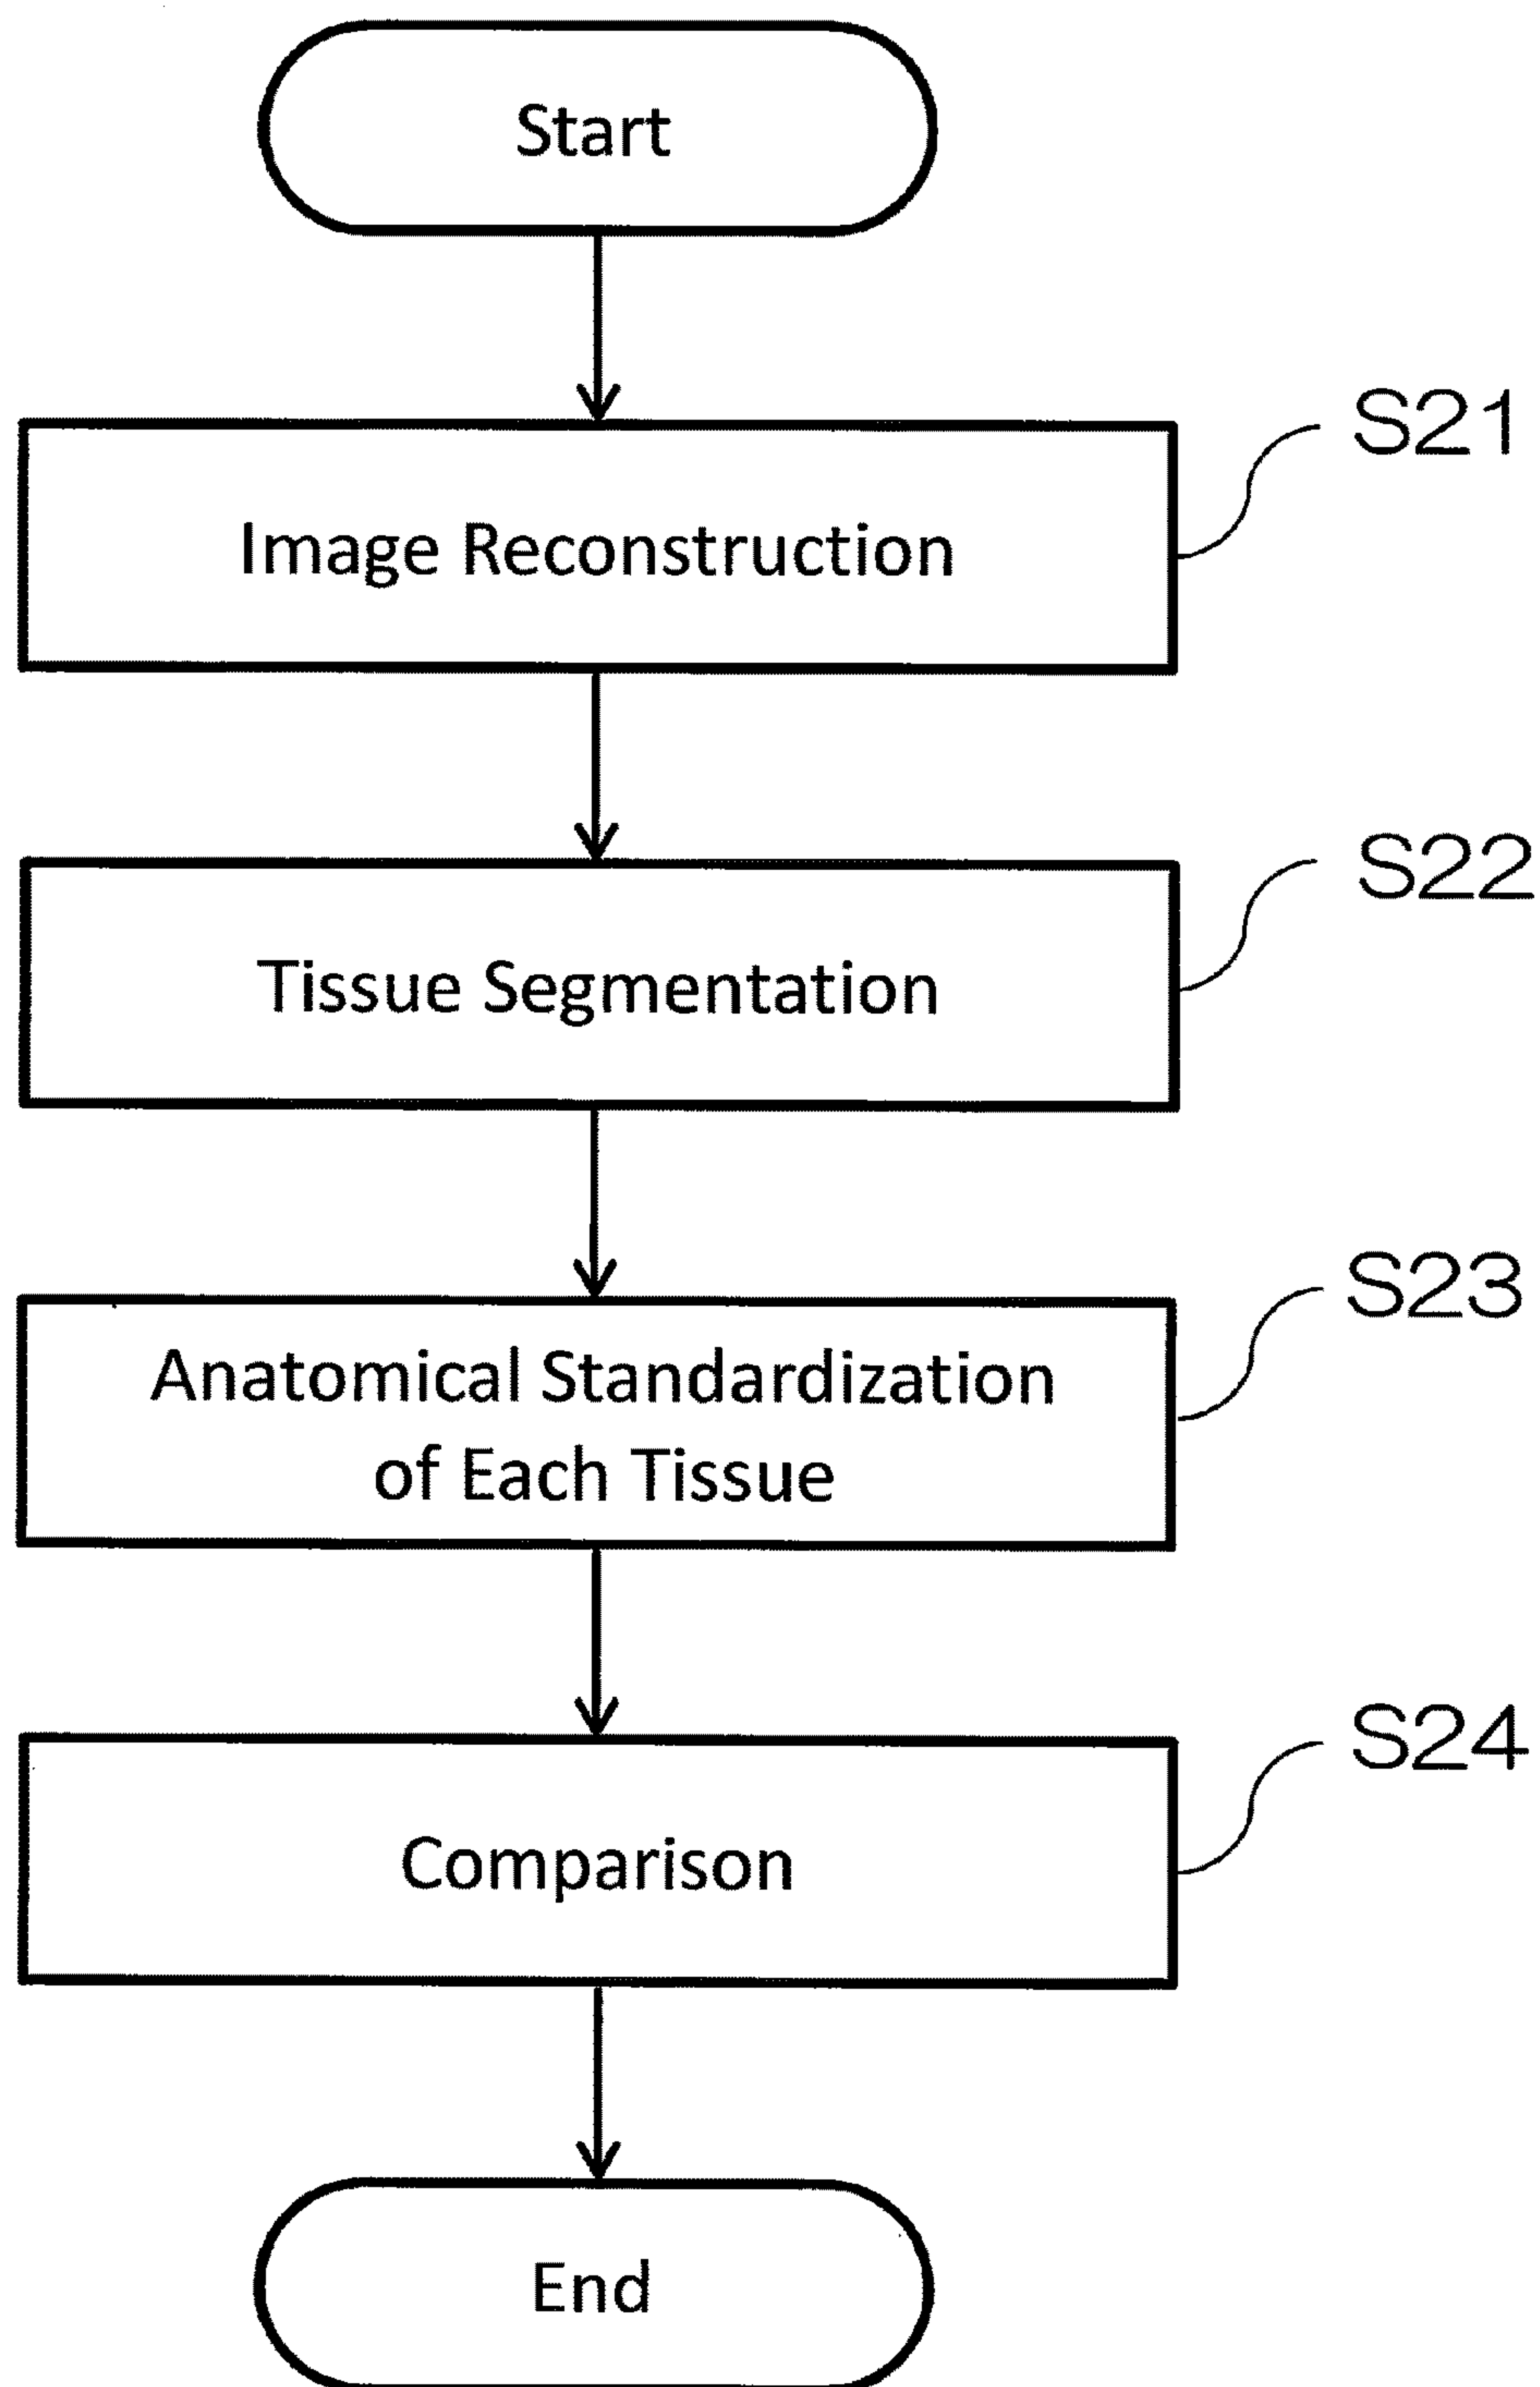 Start
S21
Image Reconstruction
S22
Tissue Segmentation
S23
Anatomical Standardization
of Each Tissue
S24
Comparison
End